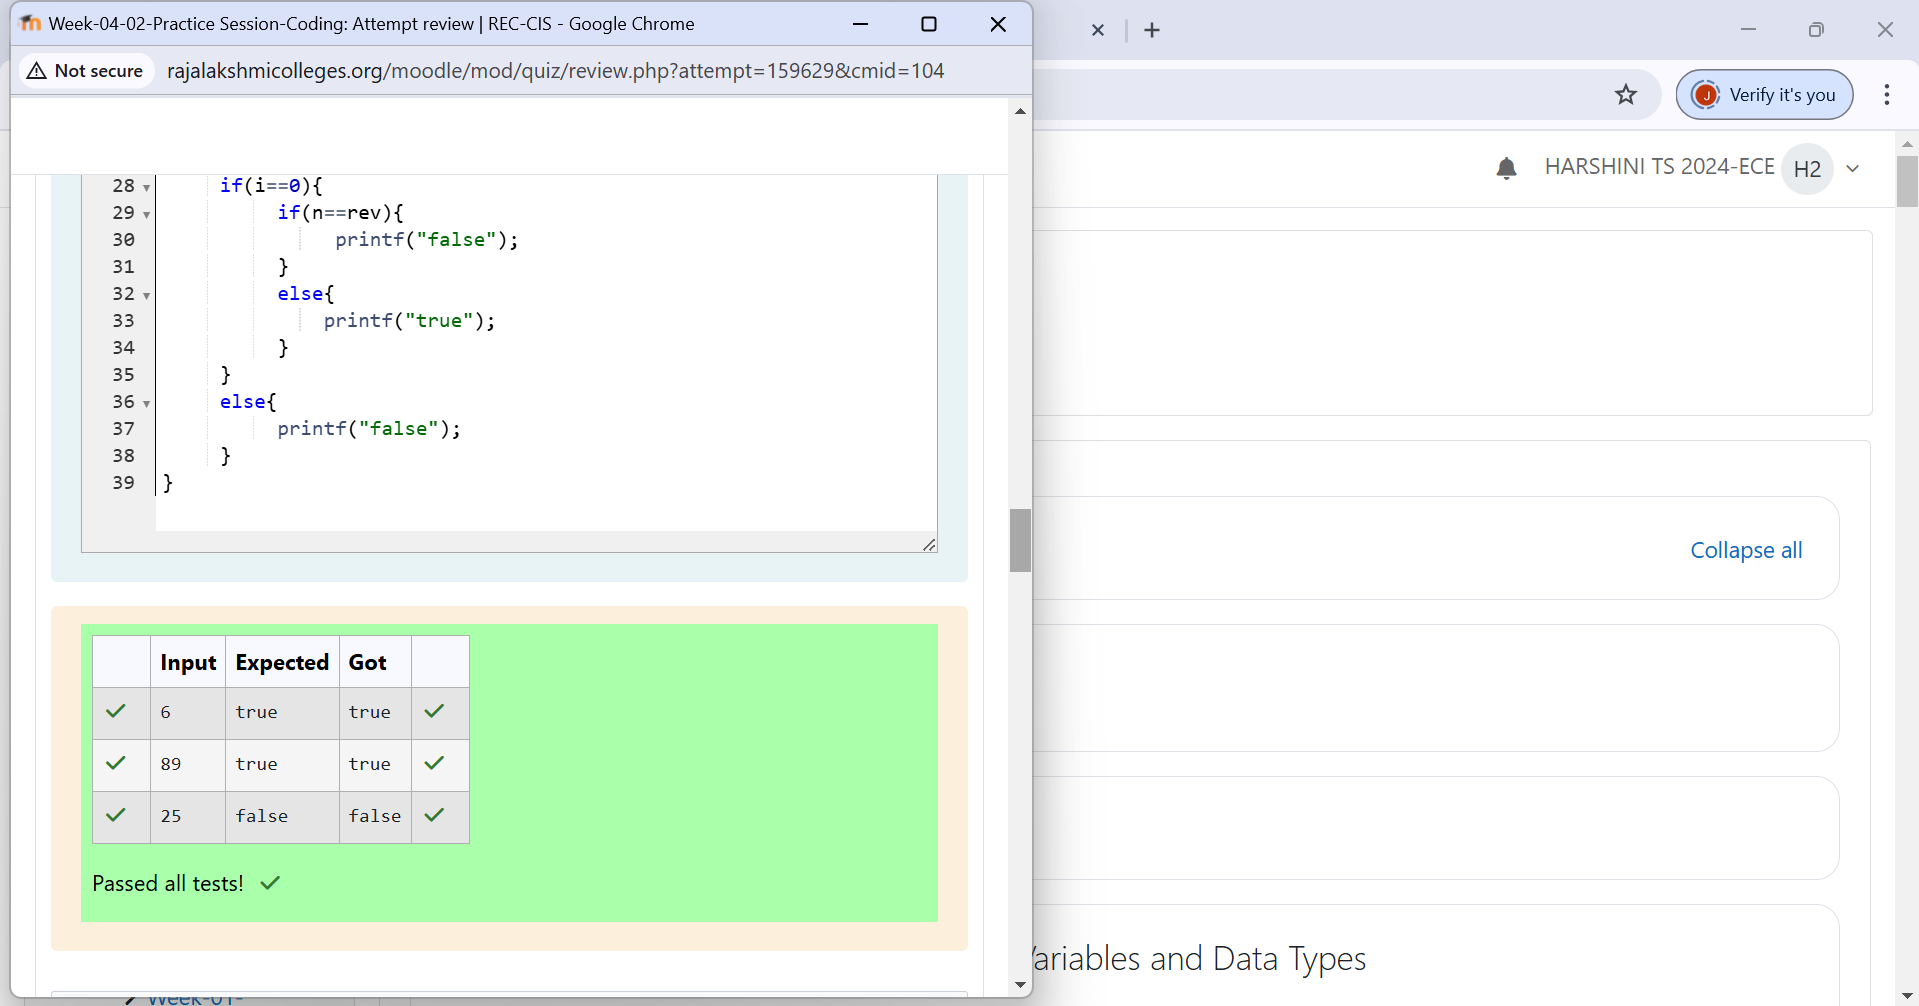 Week-04-02-Practice Session-Coding: Attempt review | REC-CIS - Google Chrome
Not secure rajalakshmicolleges.org/moodle/mod/quiz/review.php?attempt=159629&cmid=104
Verify it's you
HARSHINI TS 2024-ECE H2
28 if(i==0){
29 if(n==rev){
30 printf("false");
31 }
32 else{
33 printf("true");
34 }
35 }
36 else{
37 printf("false");
38 }
39 }
Collapse all
Input Expected Got
6 true true
89 true true
25 false false
Passed all tests!
Variables and Data Types
Week-01-